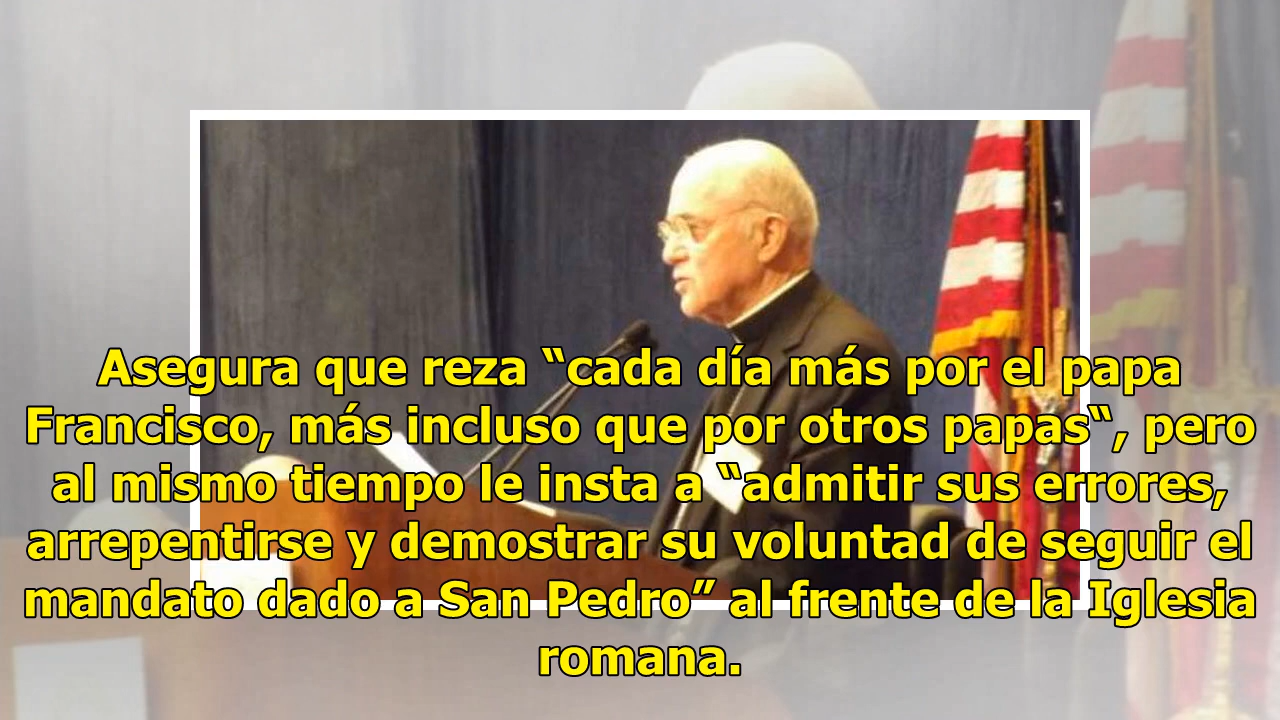 Asegura que reza “cada día más por el papa
Francisco, más incluso que por otros papas“, pero
al mismo tiempo le insta a “admitir sus errores,
arrepentirse y demostrar su voluntad de seguir el
mandato dado a San Pedro” al frente de la Iglesia
romana.